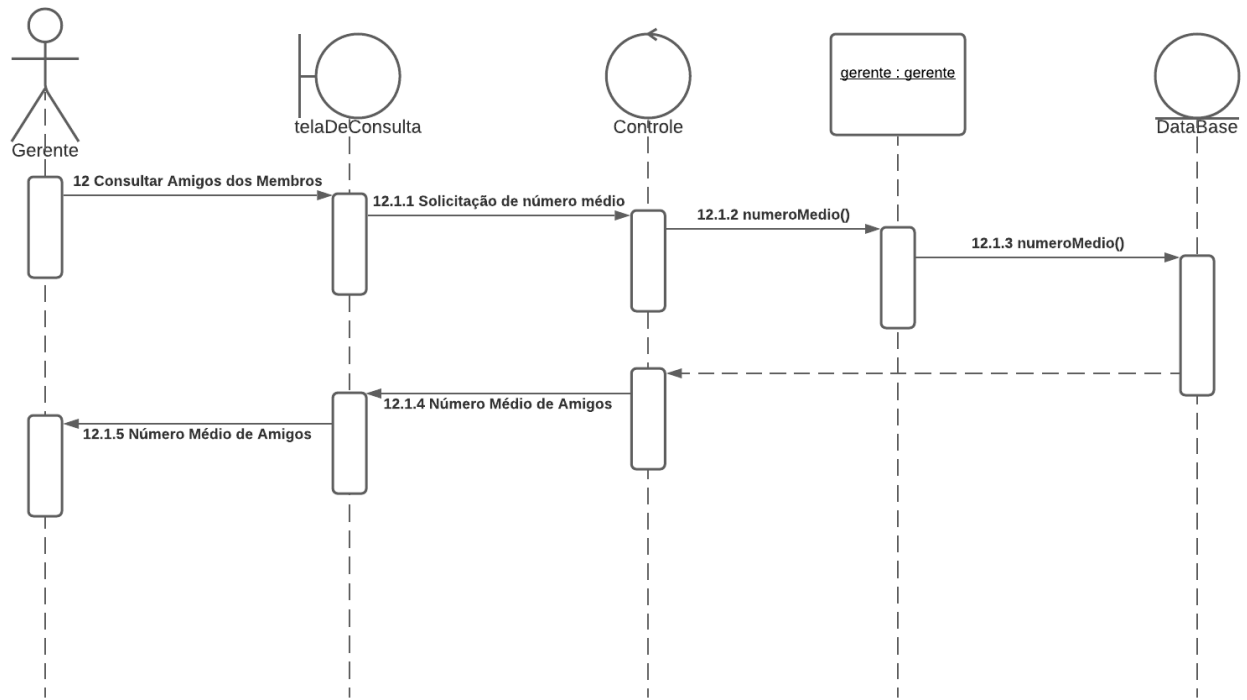 gerente : gerente
telaDeConsulta
Controle
DataBase
Gerente
12 Consultar Amigos dos Membros
12.1.1 Solicitação de número médio
12.1.2 numeroMedio()
12.1.3 numeroMedio()
12.1.4 Número Médio de Amigos
12.1.5 Número Médio de Amigos